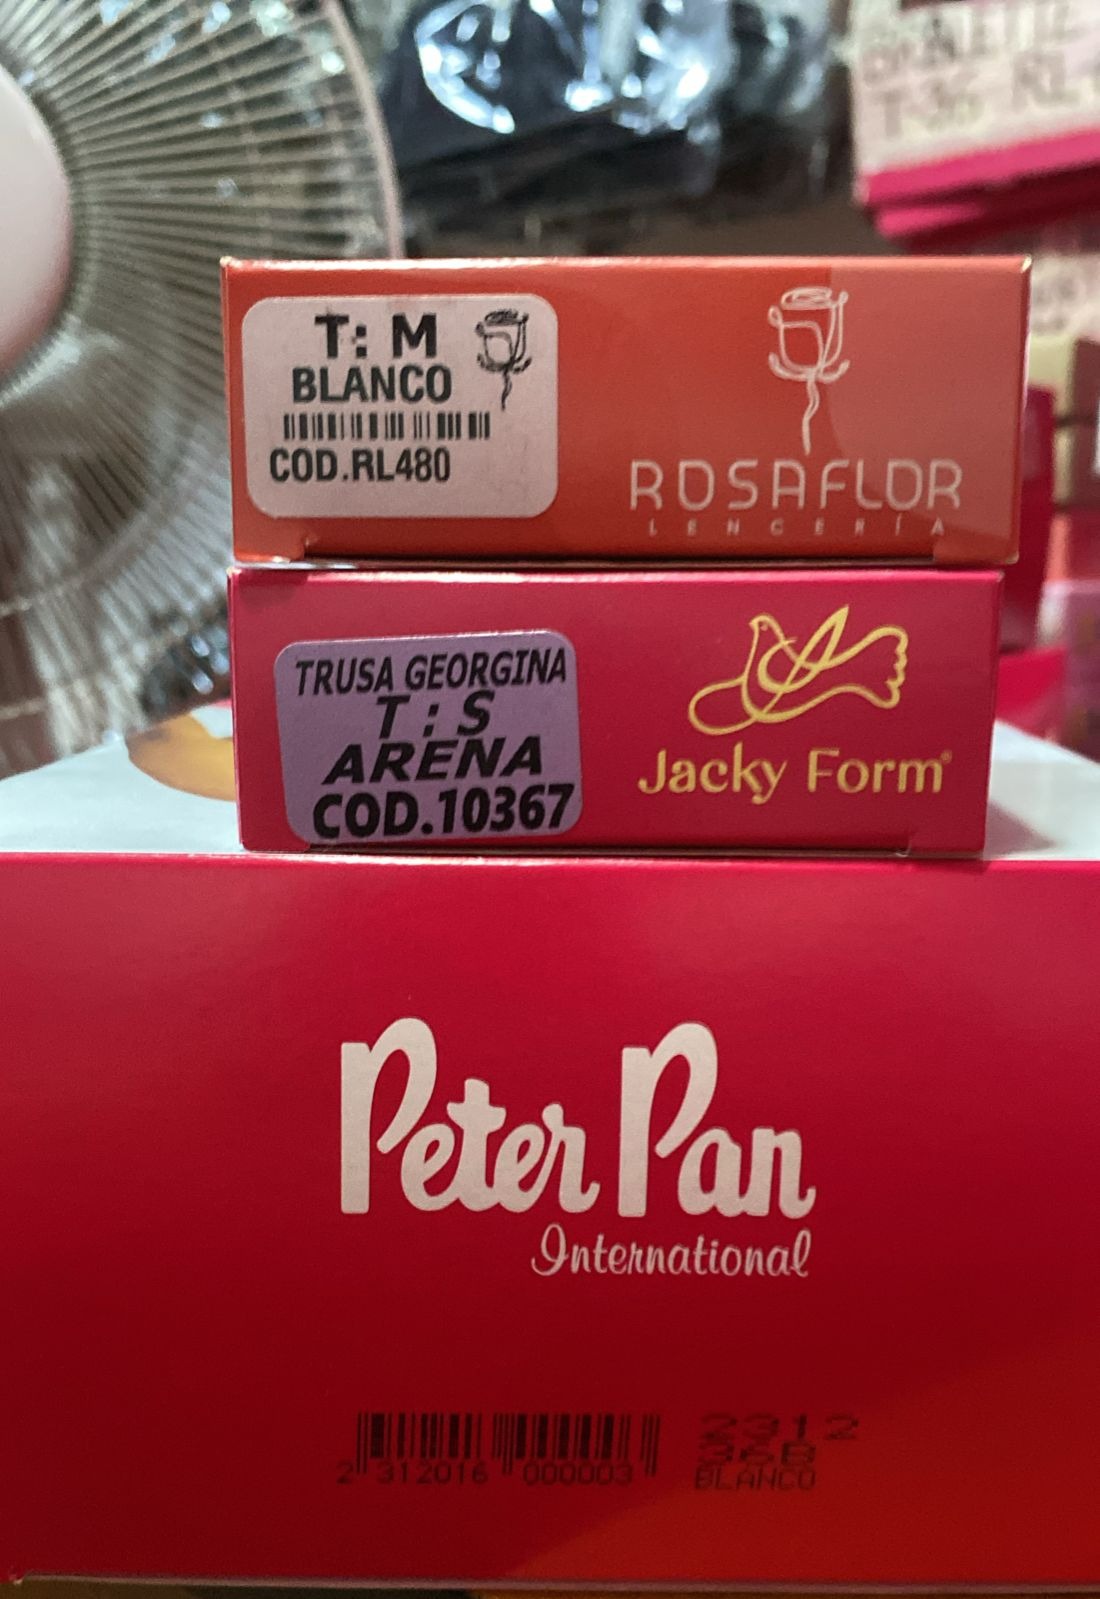 T: M
BLANCO
COD.RL480
ROSAFLOR
LENCERÍA
TRUSA GEORGINA
T : S
ARENA
COD.10367
Jacky Form®
Peter Pan
International
2 312016 000003
2312
36B
BLANCO